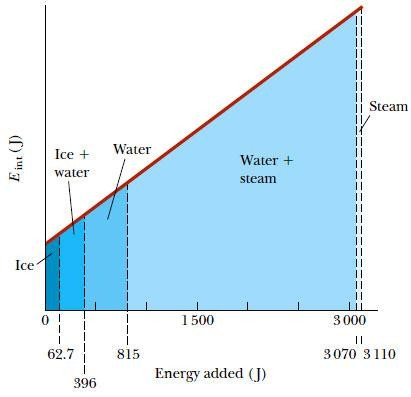 E int (J)
Ice +
water
Water
Water +
steam
Steam
Ice
0
1 500
3 000
62.7
815
3 070 3 110
396
Energy added (J)